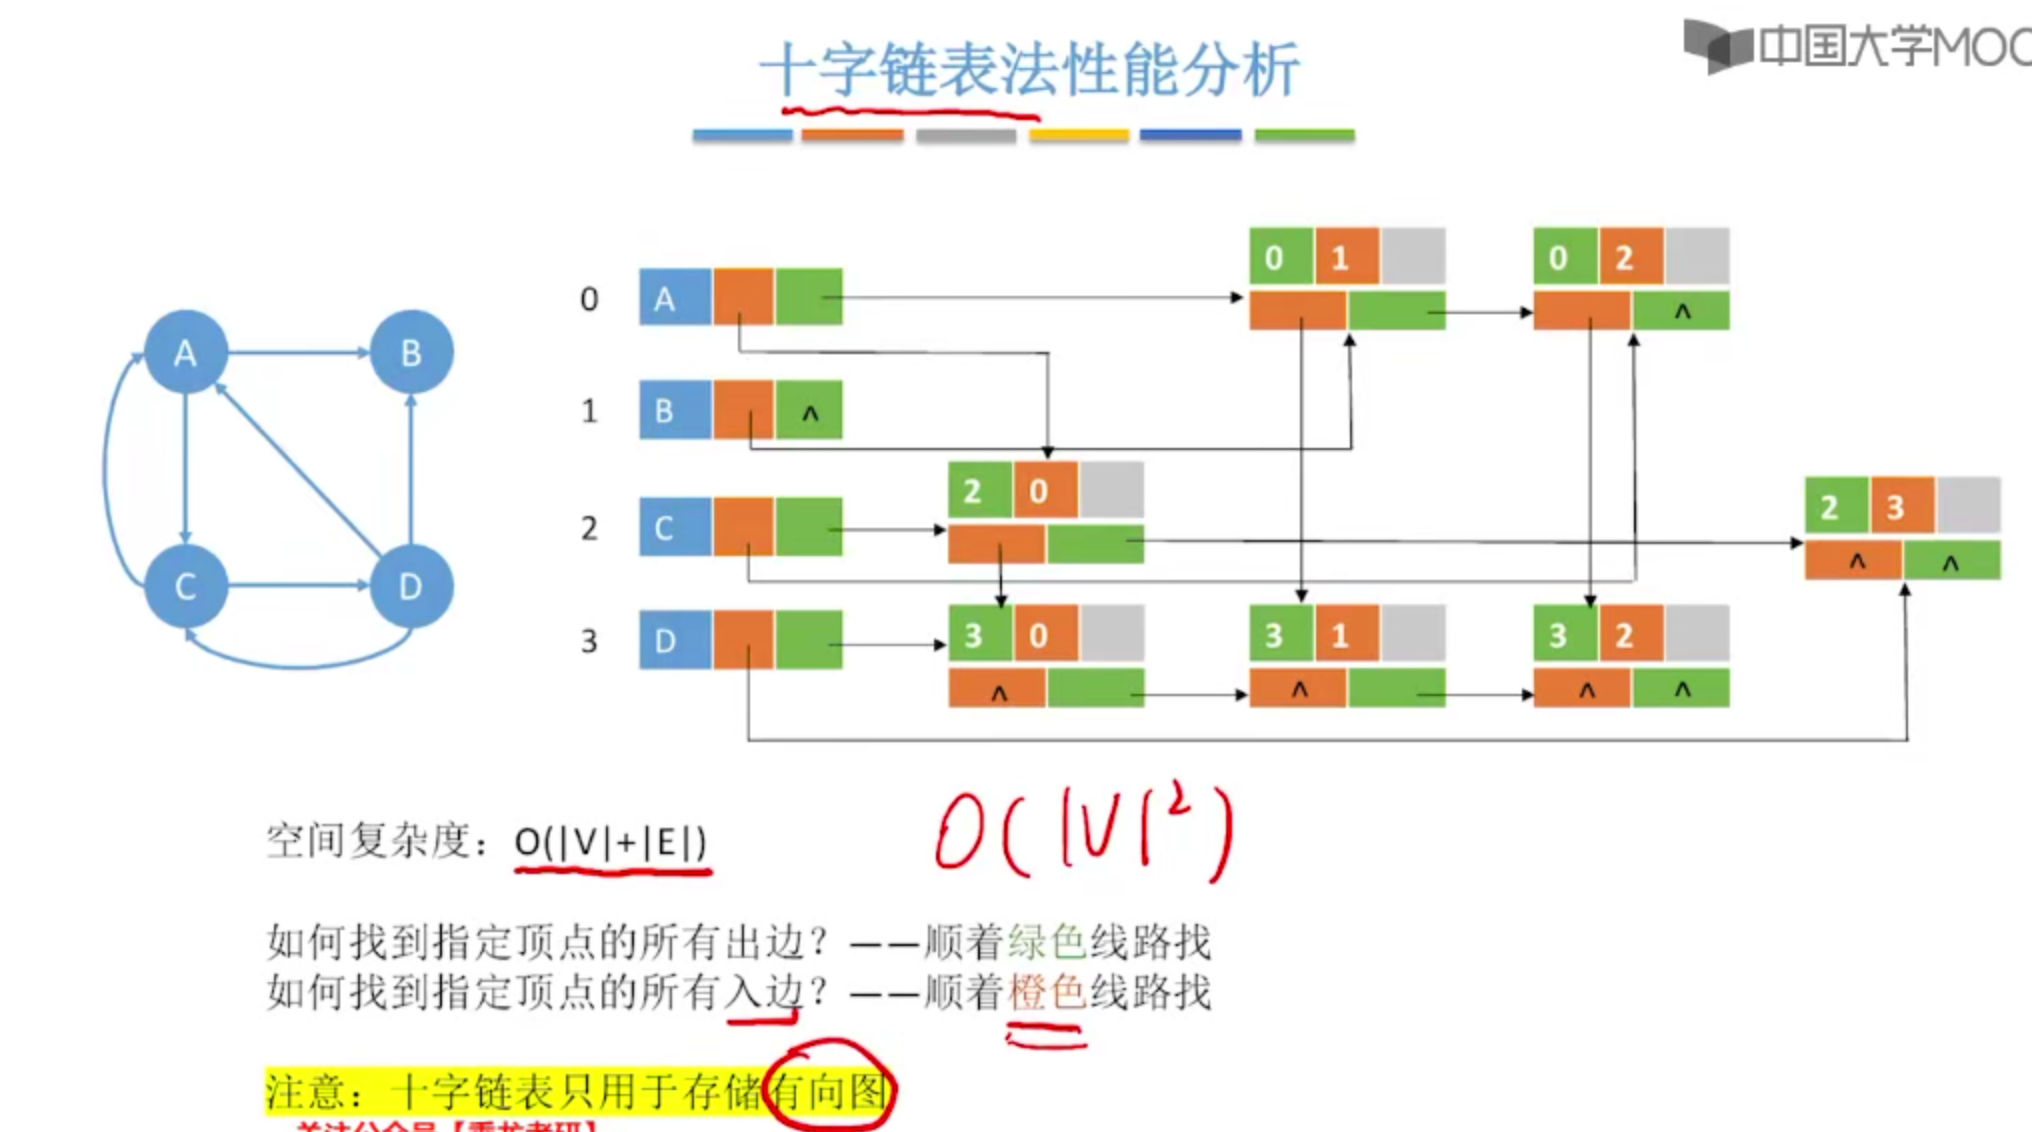 十字链表法性能分析
中国大学MOO
0 1
0 2
0 A
A B
1 B ^
^
2 0
2 C
2 3
^ ^
C D
3 D
3 0
3 1
3 2
^
^
^ ^
空间复杂度：O(|V|+|E|)
O(|V|²)
如何找到指定顶点的所有出边？——顺着绿色线路找
如何找到指定顶点的所有入边？——顺着橙色线路找
注意：十字链表只用于存储有向图